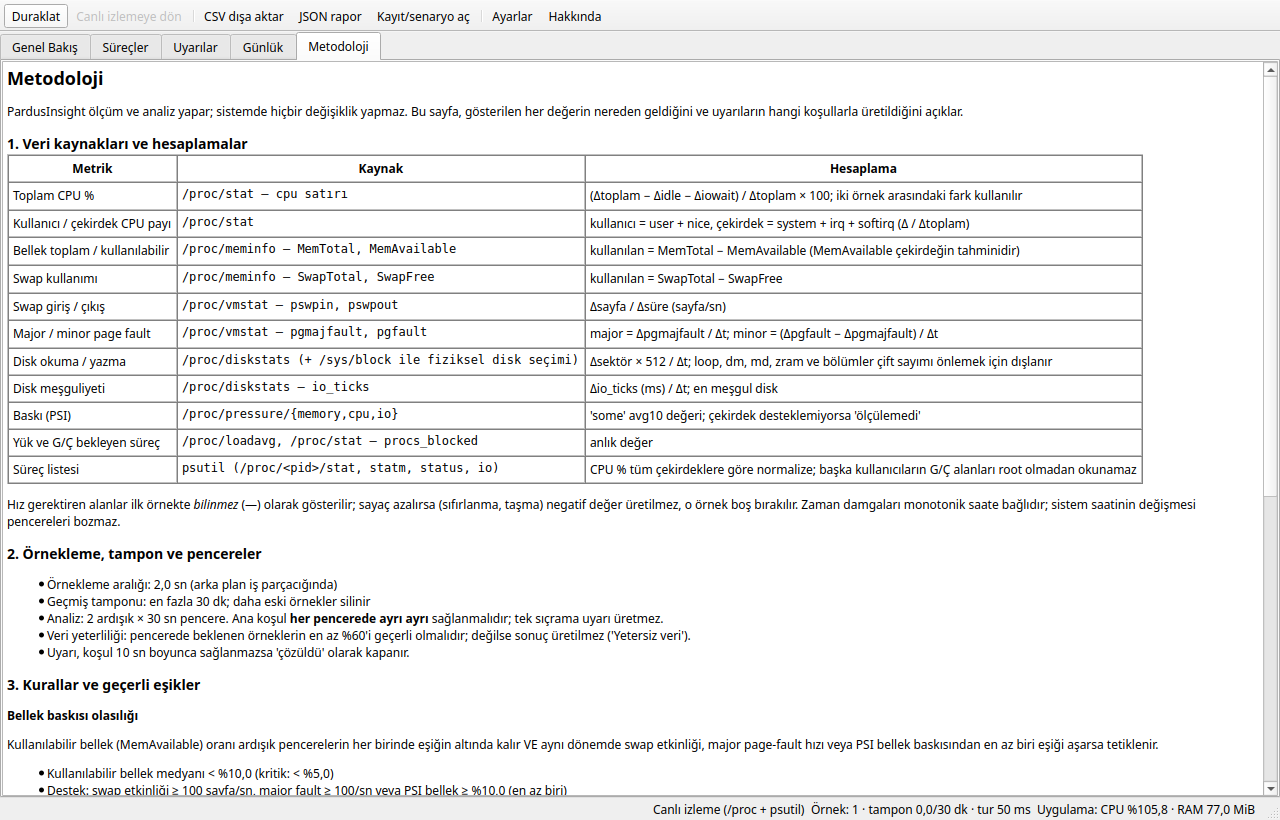 Duraklat Canlı izlemeye dön CSV dışa aktar JSON rapor Kayıt/senaryo aç Ayarlar Hakkında
Genel Bakış Süreçler Uyarılar Günlük Metodoloji
Metodoloji
PardusInsight ölçüm ve analiz yapar; sistemde hiçbir değişiklik yapmaz. Bu sayfa, gösterilen her değerin nereden geldiğini ve uyarıların hangi koşullarla üretildiğini açıklar.
1. Veri kaynakları ve hesaplamalar
Metrik Kaynak Hesaplama
Toplam CPU % /proc/stat — cpu satırı (Δtoplam − Δidle − Δiowait) / Δtoplam × 100; iki örnek arasındaki fark kullanılır
Kullanıcı / çekirdek CPU payı /proc/stat kullanıcı = user + nice, çekirdek = system + irq + softirq (Δ / Δtoplam)
Bellek toplam / kullanılabilir /proc/meminfo — MemTotal, MemAvailable kullanılan = MemTotal − MemAvailable (MemAvailable çekirdeğin tahminidir)
Swap kullanımı /proc/meminfo — SwapTotal, SwapFree kullanılan = SwapTotal − SwapFree
Swap giriş / çıkış /proc/vmstat — pswpin, pswpout Δsayfa / Δsüre (sayfa/sn)
Major / minor page fault /proc/vmstat — pgmajfault, pgfault major = Δpgmajfault / Δt; minor = (Δpgfault − Δpgmajfault) / Δt
Disk okuma / yazma /proc/diskstats (+ /sys/block ile fiziksel disk seçimi) Δsektör × 512 / Δt; loop, dm, md, zram ve bölümler çift sayımı önlemek için dışlanır
Disk meşguliyeti /proc/diskstats — io_ticks Δio_ticks (ms) / Δt; en meşgul disk
Baskı (PSI) /proc/pressure/{memory,cpu,io} 'some' avg10 değeri; çekirdek desteklemiyorsa 'ölçülemedi'
Yük ve G/Ç bekleyen süreç /proc/loadavg, /proc/stat — procs_blocked anlık değer
Süreç listesi psutil (/proc/<pid>/stat, statm, status, io) CPU % tüm çekirdeklere göre normalize; başka kullanıcıların G/Ç alanları root olmadan okunamaz
Hız gerektiren alanlar ilk örnekte bilinmez (—) olarak gösterilir; sayaç azalırsa (sıfırlanma, taşma) negatif değer üretilmez, o örnek boş bırakılır. Zaman damgaları monotonik saate bağlıdır; sistem saatinin değişmesi
pencereleri bozmaz.
2. Örnekleme, tampon ve pencereler
• Örnekleme aralığı: 2,0 sn (arka plan iş parçacığında)
• Geçmiş tamponu: en fazla 30 dk; daha eski örnekler silinir
• Analiz: 2 ardışık × 30 sn pencere. Ana koşul her pencerede ayrı ayrı sağlanmalıdır; tek sıçrama uyarı üretmez.
• Veri yeterliliği: pencerede beklenen örneklerin en az %60'i geçerli olmalıdır; değilse sonuç üretilmez ('Yetersiz veri').
• Uyarı, koşul 10 sn boyunca sağlanmazsa 'çözüldü' olarak kapanır.
3. Kurallar ve geçerli eşikler
Bellek baskısı olasılığı
Kullanılabilir bellek (MemAvailable) oranı ardışık pencerelerin her birinde eşiğin altında kalır VE aynı dönemde swap etkinliği, major page-fault hızı veya PSI bellek baskısından en az biri eşiği aşarsa tetiklenir.
• Kullanılabilir bellek medyanı < %10,0 (kritik: < %5,0)
• Destek: swap etkinliği ≥ 100 sayfa/sn, major fault ≥ 100/sn veya PSI bellek ≥ %10,0 (en az biri)
Canlı izleme (/proc + psutil) Örnek: 1 · tampon 0,0/30 dk · tur 50 ms Uygulama: CPU %105,8 · RAM 77,0 MiB